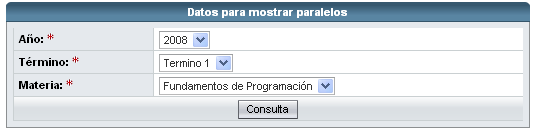 Datos para mostrar paralelos
Año: * 2008
Término: * Termino 1
Materia: * Fundamentos de Programación
Consulta